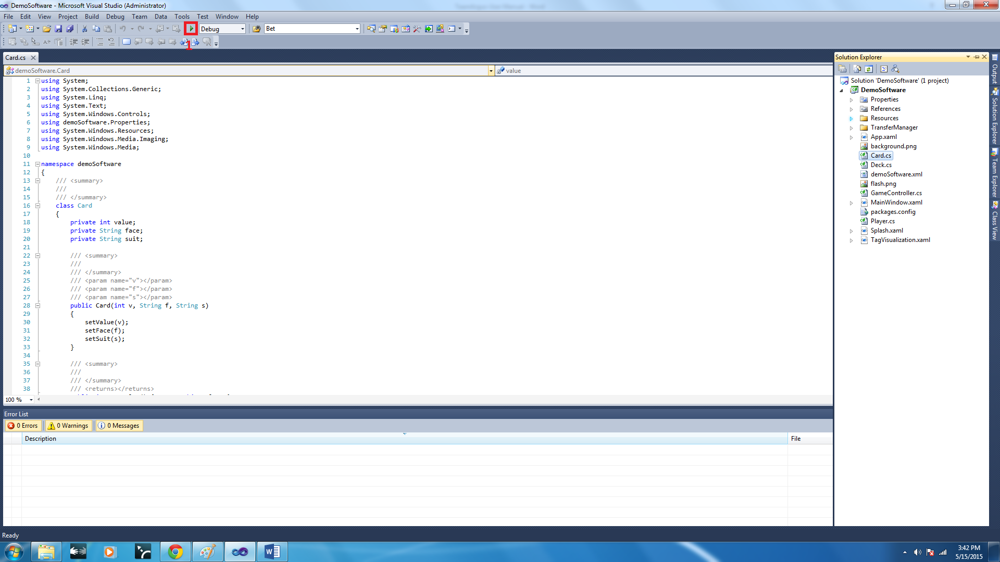 DemoSoftware - Microsoft Visual Studio (Administrator)
File Edit View Project Build Debug Team Data Tools Test Window Help
Debug Bet
1
Card.cs
demoSoftware.Card value
1 using System;
2 using System.Collections.Generic;
3 using System.Linq;
4 using System.Text;
5 using System.Windows.Controls;
6 using demoSoftware.Properties;
7 using System.Windows.Resources;
8 using System.Windows.Media.Imaging;
9 using System.Windows.Media;
10
11 namespace demoSoftware
12 {
13 /// <summary>
14 ///
15 /// </summary>
16 class Card
17 {
18 private int value;
19 private String face;
20 private String suit;
21
22 /// <summary>
23 ///
24 /// </summary>
25 /// <param name="v"></param>
26 /// <param name="f"></param>
27 /// <param name="s"></param>
28 public Card(int v, String f, String s)
29 {
30 setValue(v);
31 setFace(f);
32 setSuit(s);
33 }
34
35 /// <summary>
36 ///
37 /// </summary>
38 /// <returns></returns>
100 %
Error List
0 Errors 0 Warnings 0 Messages
Description File
Solution Explorer
Solution 'DemoSoftware' (1 project)
DemoSoftware
Properties
References
Resources
TransferManager
App.xaml
background.png
Card.cs
Deck.cs
demoSoftware.xml
flash.png
GameController.cs
MainWindow.xaml
packages.config
Player.cs
Splash.xaml
TagVisualization.xaml
Output
Solution Explorer
Team Explorer
Class View
Ready
3:42 PM
5/15/2015